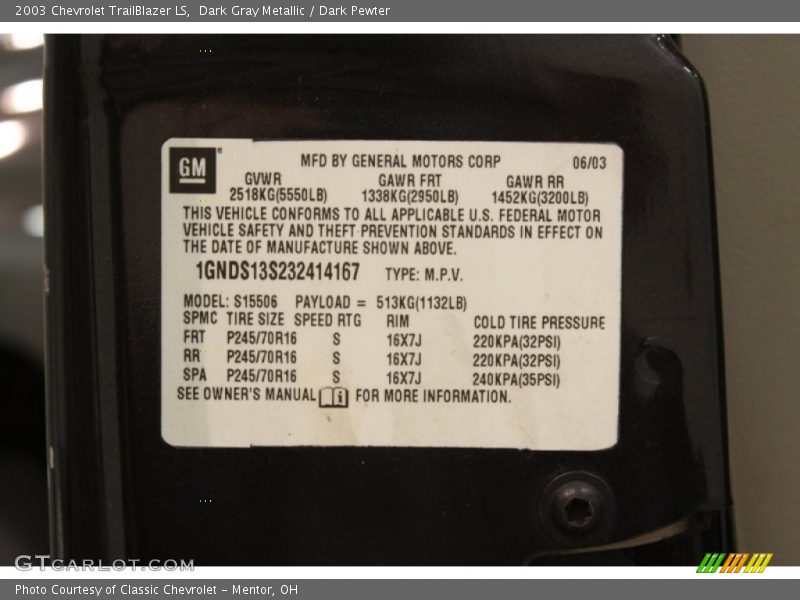 2003 Chevrolet TrailBlazer LS, Dark Gray Metallic / Dark Pewter
GM
MFD BY GENERAL MOTORS CORP 06/03
GVWR GAWR FRT GAWR RR
2518KG(5550LB) 1338KG(2950LB) 1452KG(3200LB)
THIS VEHICLE CONFORMS TO ALL APPLICABLE U.S. FEDERAL MOTOR
VEHICLE SAFETY AND THEFT PREVENTION STANDARDS IN EFFECT ON
THE DATE OF MANUFACTURE SHOWN ABOVE.
1GNDS13S232414167 TYPE: M.P.V.
MODEL: S15506 PAYLOAD = 513KG(1132LB)
SPMC TIRE SIZE SPEED RTG RIM COLD TIRE PRESSURE
FRT P245/70R16 S 16X7J 220KPA(32PSI)
RR P245/70R16 S 16X7J 220KPA(32PSI)
SPA P245/70R16 S 16X7J 240KPA(35PSI)
SEE OWNER'S MANUAL i FOR MORE INFORMATION.
GTCARLOT.COM
Photo Courtesy of Classic Chevrolet - Mentor, OH